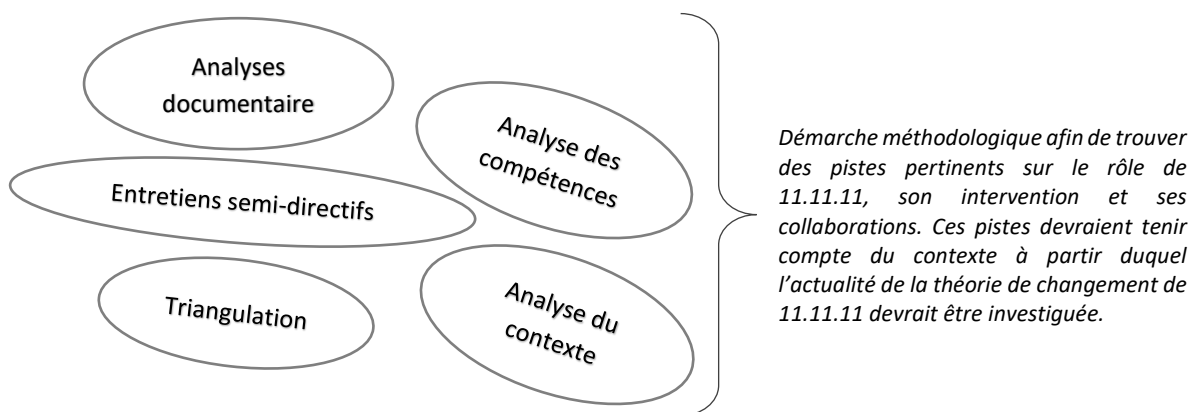 Analyses
documentaire
Analyse des
compétences
Entretiens semi-directifs
Triangulation
Analyse du
contexte
Démarche méthodologique afin de trouver
des pistes pertinents sur le rôle de
11.11.11, son intervention et ses
collaborations. Ces pistes devraient tenir
compte du contexte à partir duquel
l’actualité de la théorie de changement de
11.11.11 devrait être investiguée.